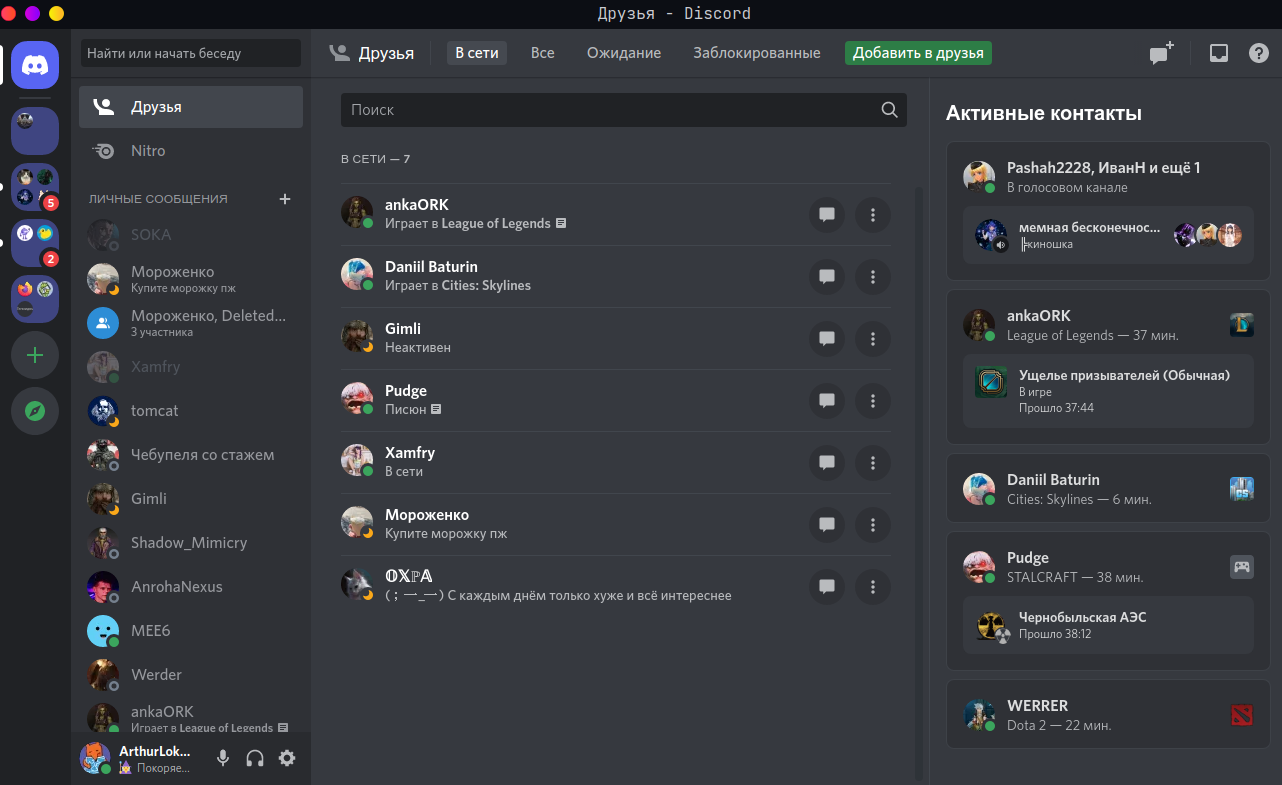 Друзья - Discord
Найти или начать беседу
Друзья
В сети
Все
Ожидание
Заблокированные
Добавить в друзья
5
2
Друзья
Nitro
ЛИЧНЫЕ СООБЩЕНИЯ
SOKA
Мороженко
Купите морожку пж
Мороженко, Deleted...
3 участника
Xamfry
tomcat
Чебупеля со стажем
Gimli
Shadow_Mimicry
AnrohaNexus
MEE6
Werder
ankaORK
Играет в League of Legends
ArthurLok...
Покоряе...
Поиск
В СЕТИ — 7
ankaORK
Играет в League of Legends
Daniil Baturin
Играет в Cities: Skylines
Gimli
Неактивен
Pudge
Писюн
Xamfry
В сети
Мороженко
Купите морожку пж
𝕆𝕏ℙ𝔸
(；一_一) С каждым днём только хуже и всё интереснее
Активные контакты
Pashah2228, ИванН и ещё 1
В голосовом канале
мемная бесконечнос...
╠киношка
ankaORK
League of Legends — 37 мин.
Ущелье призывателей (Обычная)
В игре
Прошло 37:44
Daniil Baturin
Cities: Skylines — 6 мин.
CS
Pudge
STALCRAFT — 38 мин.
Чернобыльская АЭС
Прошло 38:12
WERRER
Dota 2 — 22 мин.